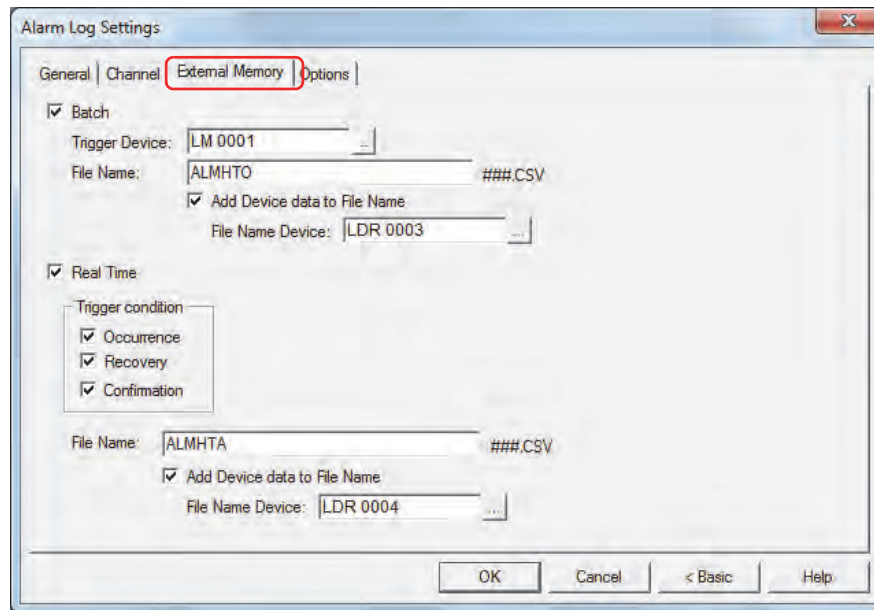 Alarm Log Settings
General Channel External Memory Options
Batch
Trigger Device: LM 0001 ...
File Name: ALMHTO ###.CSV
Add Device data to File Name
File Name Device: LDR 0003 ...
Real Time
Trigger condition
Occurrence
Recovery
Confirmation
File Name: ALMHTA ###.CSV
Add Device data to File Name
File Name Device: LDR 0004 ...
OK Cancel < Basic Help